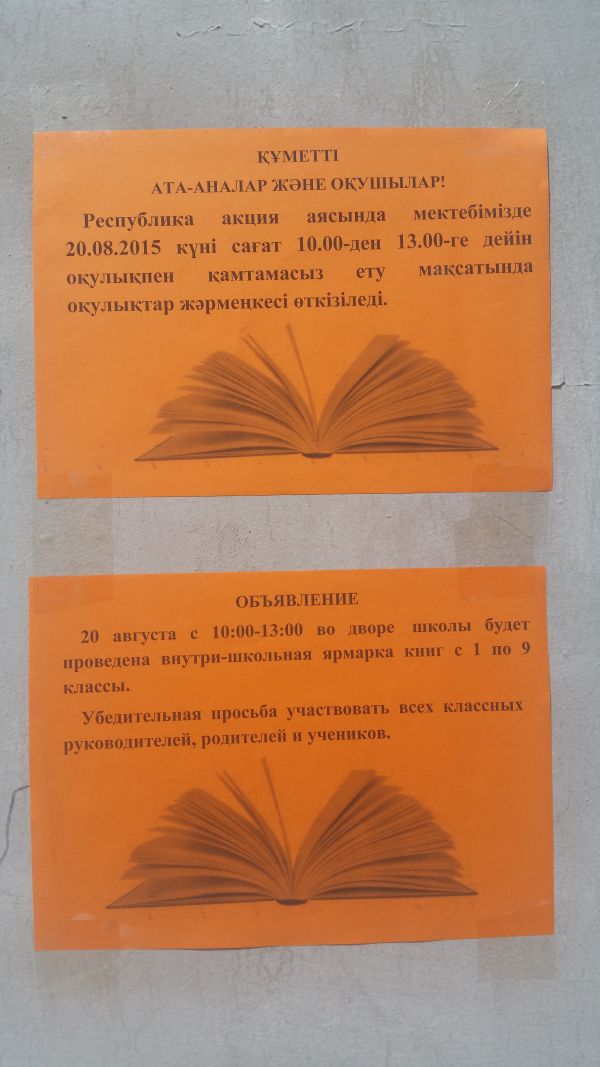 ҚҰМЕТТІ
АТА-АНАЛАР ЖӘНЕ ОҚУШЫЛАР!
Республика акция аясында мектебімізде
20.08.2015 күні сағат 10.00-ден 13.00-ге дейін
оқулықпен қамтамасыз ету мақсатында
оқулықтар жәрмеңкесі өткізіледі.
ОБЪЯВЛЕНИЕ
20 августа с 10:00-13:00 во дворе школы будет
проведена внутри-школьная ярмарка книг с 1 по 9
классы.
Убедительная просьба участвовать всех классных
руководителей, родителей и учеников.